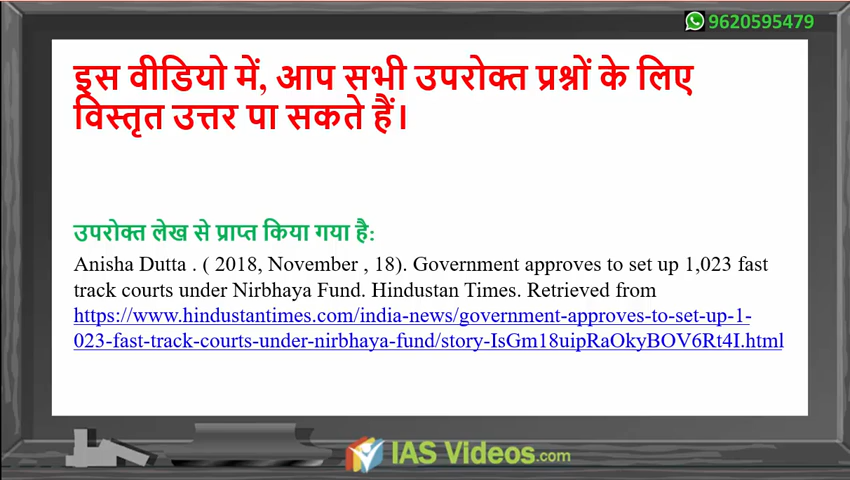 9620595479
इस वीडियो में, आप सभी उपरोक्त प्रश्नों के लिए
विस्तृत उत्तर पा सकते हैं।
उपरोक्त लेख से प्राप्त किया गया है:
Anisha Dutta . ( 2018, November , 18). Government approves to set up 1,023 fast
track courts under Nirbhaya Fund. Hindustan Times. Retrieved from
https://www.hindustantimes.com/india-news/government-approves-to-set-up-1-
023-fast-track-courts-under-nirbhaya-fund/story-IsGm18uipRaOkyBOV6Rt4I.html
IAS Videos.com